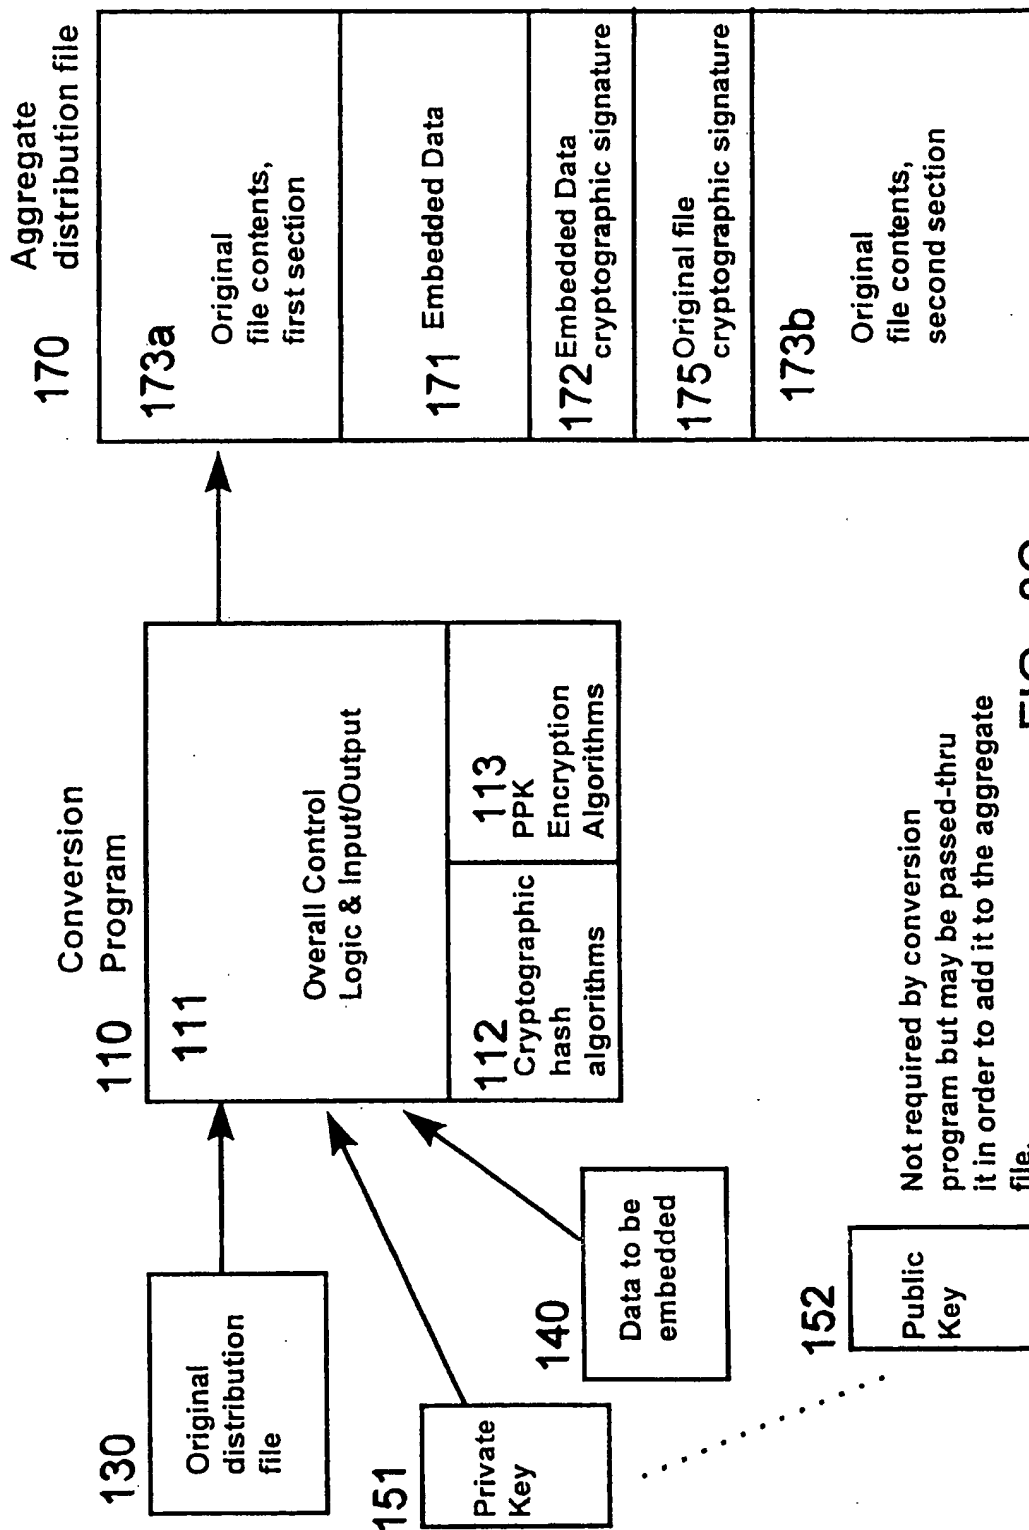 130
Original
distribution
file
151
Private
Key
140
Data to be
embedded
152
Public
Key
Not required by conversion
program but may be passed-thru
it in order to add it to the aggregate
file.
110
Conversion
Program
111
Overall Control
Logic & Input/Output
112
Cryptographic
hash
algorithms
113
PPK
Encryption
Algorithms
170
Aggregate
distribution file
173a
Original
file contents,
first section
171 Embedded Data
172 Embedded Data
cryptographic signature
175 Original file
cryptographic signature
173b
Original
file contents,
second section